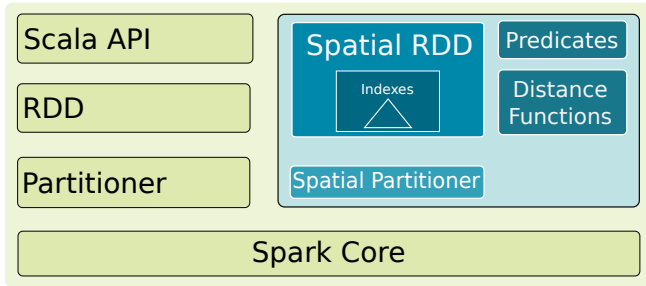 Scala API
RDD
Partitioner
Spatial RDD
Indexes
Predicates
Distance
Functions
Spatial Partitioner
Spark Core